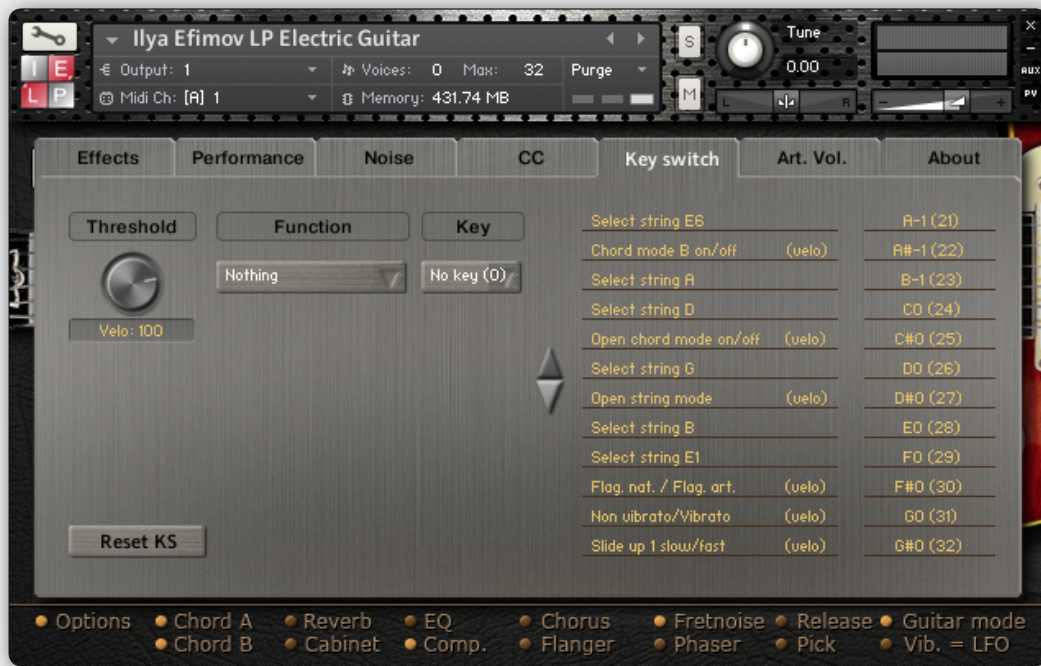 Ilya Efimov LP Electric Guitar
S
Tune
×
Output: 1
Voices: 0 Max: 32
Purge
0.00
AUX
I E
L P
Midi Ch: [A] 1
Memory: 431.74 MB
M
L R
- +
PV
Effects Performance Noise CC Key switch Art. Vol. About
Threshold Function Key
Nothing No key (0)
Velo: 100
Reset KS
Select string E6 A-1 (21)
Chord mode B on/off (velo) A#-1 (22)
Select string A B-1 (23)
Select string D C0 (24)
Open chord mode on/off (velo) C#0 (25)
Select string G D0 (26)
Open string mode (velo) D#0 (27)
Select string B E0 (28)
Select string E1 F0 (29)
Flag. nat. / Flag. art. (velo) F#0 (30)
Non vibrato/Vibrato (velo) G0 (31)
Slide up 1 slow/fast (velo) G#0 (32)
Options Chord A Reverb EQ Chorus Fretnoise Release Guitar mode
Chord B Cabinet Comp. Flanger Phaser Pick Vib. = LFO